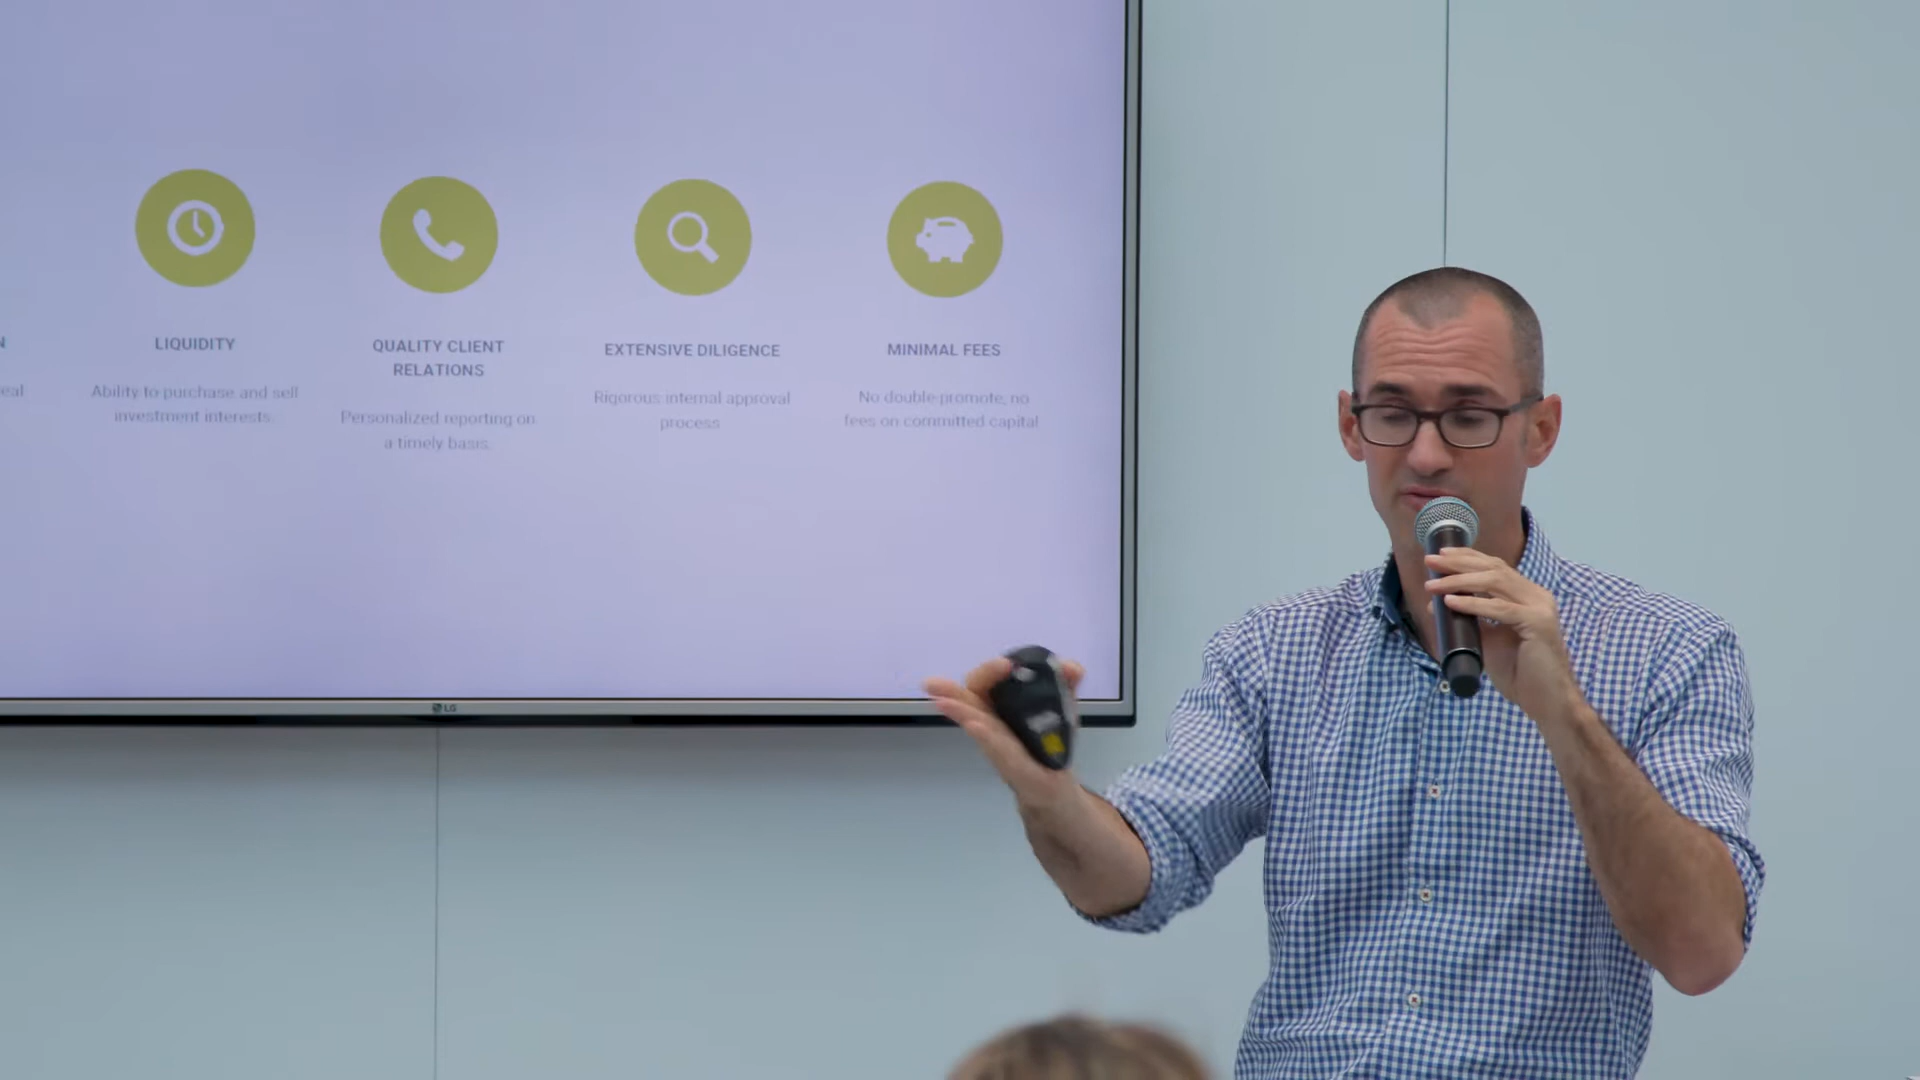 N
eal
LIQUIDITY
Ability to purchase and sell
investment interests.
QUALITY CLIENT
RELATIONS
Personalized reporting on
a timely basis.
EXTENSIVE DILIGENCE
Rigorous internal approval
process
MINIMAL FEES
No double-promote, no
fees on committed capital
LG